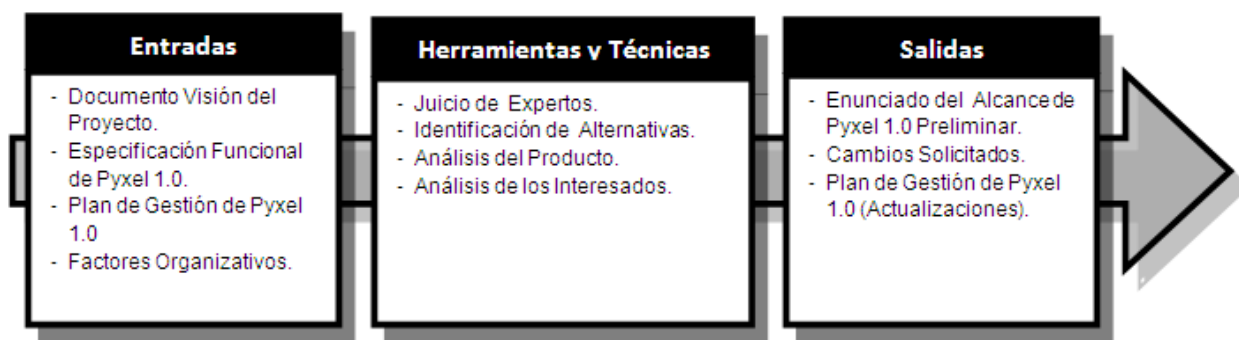 Entradas
- Documento Visión del
Proyecto.
- Especificación Funcional
de Pyxel 1.0.
- Plan de Gestión de Pyxel
1.0
- Factores Organizativos.
Herramientas y Técnicas
- Juicio de Expertos.
- Identificación de Alternativas.
- Análisis del Producto.
- Análisis de los Interesados.
Salidas
- Enunciado del Alcance de
Pyxel 1.0 Preliminar.
- Cambios Solicitados.
- Plan de Gestión de Pyxel
1.0 (Actualizaciones).